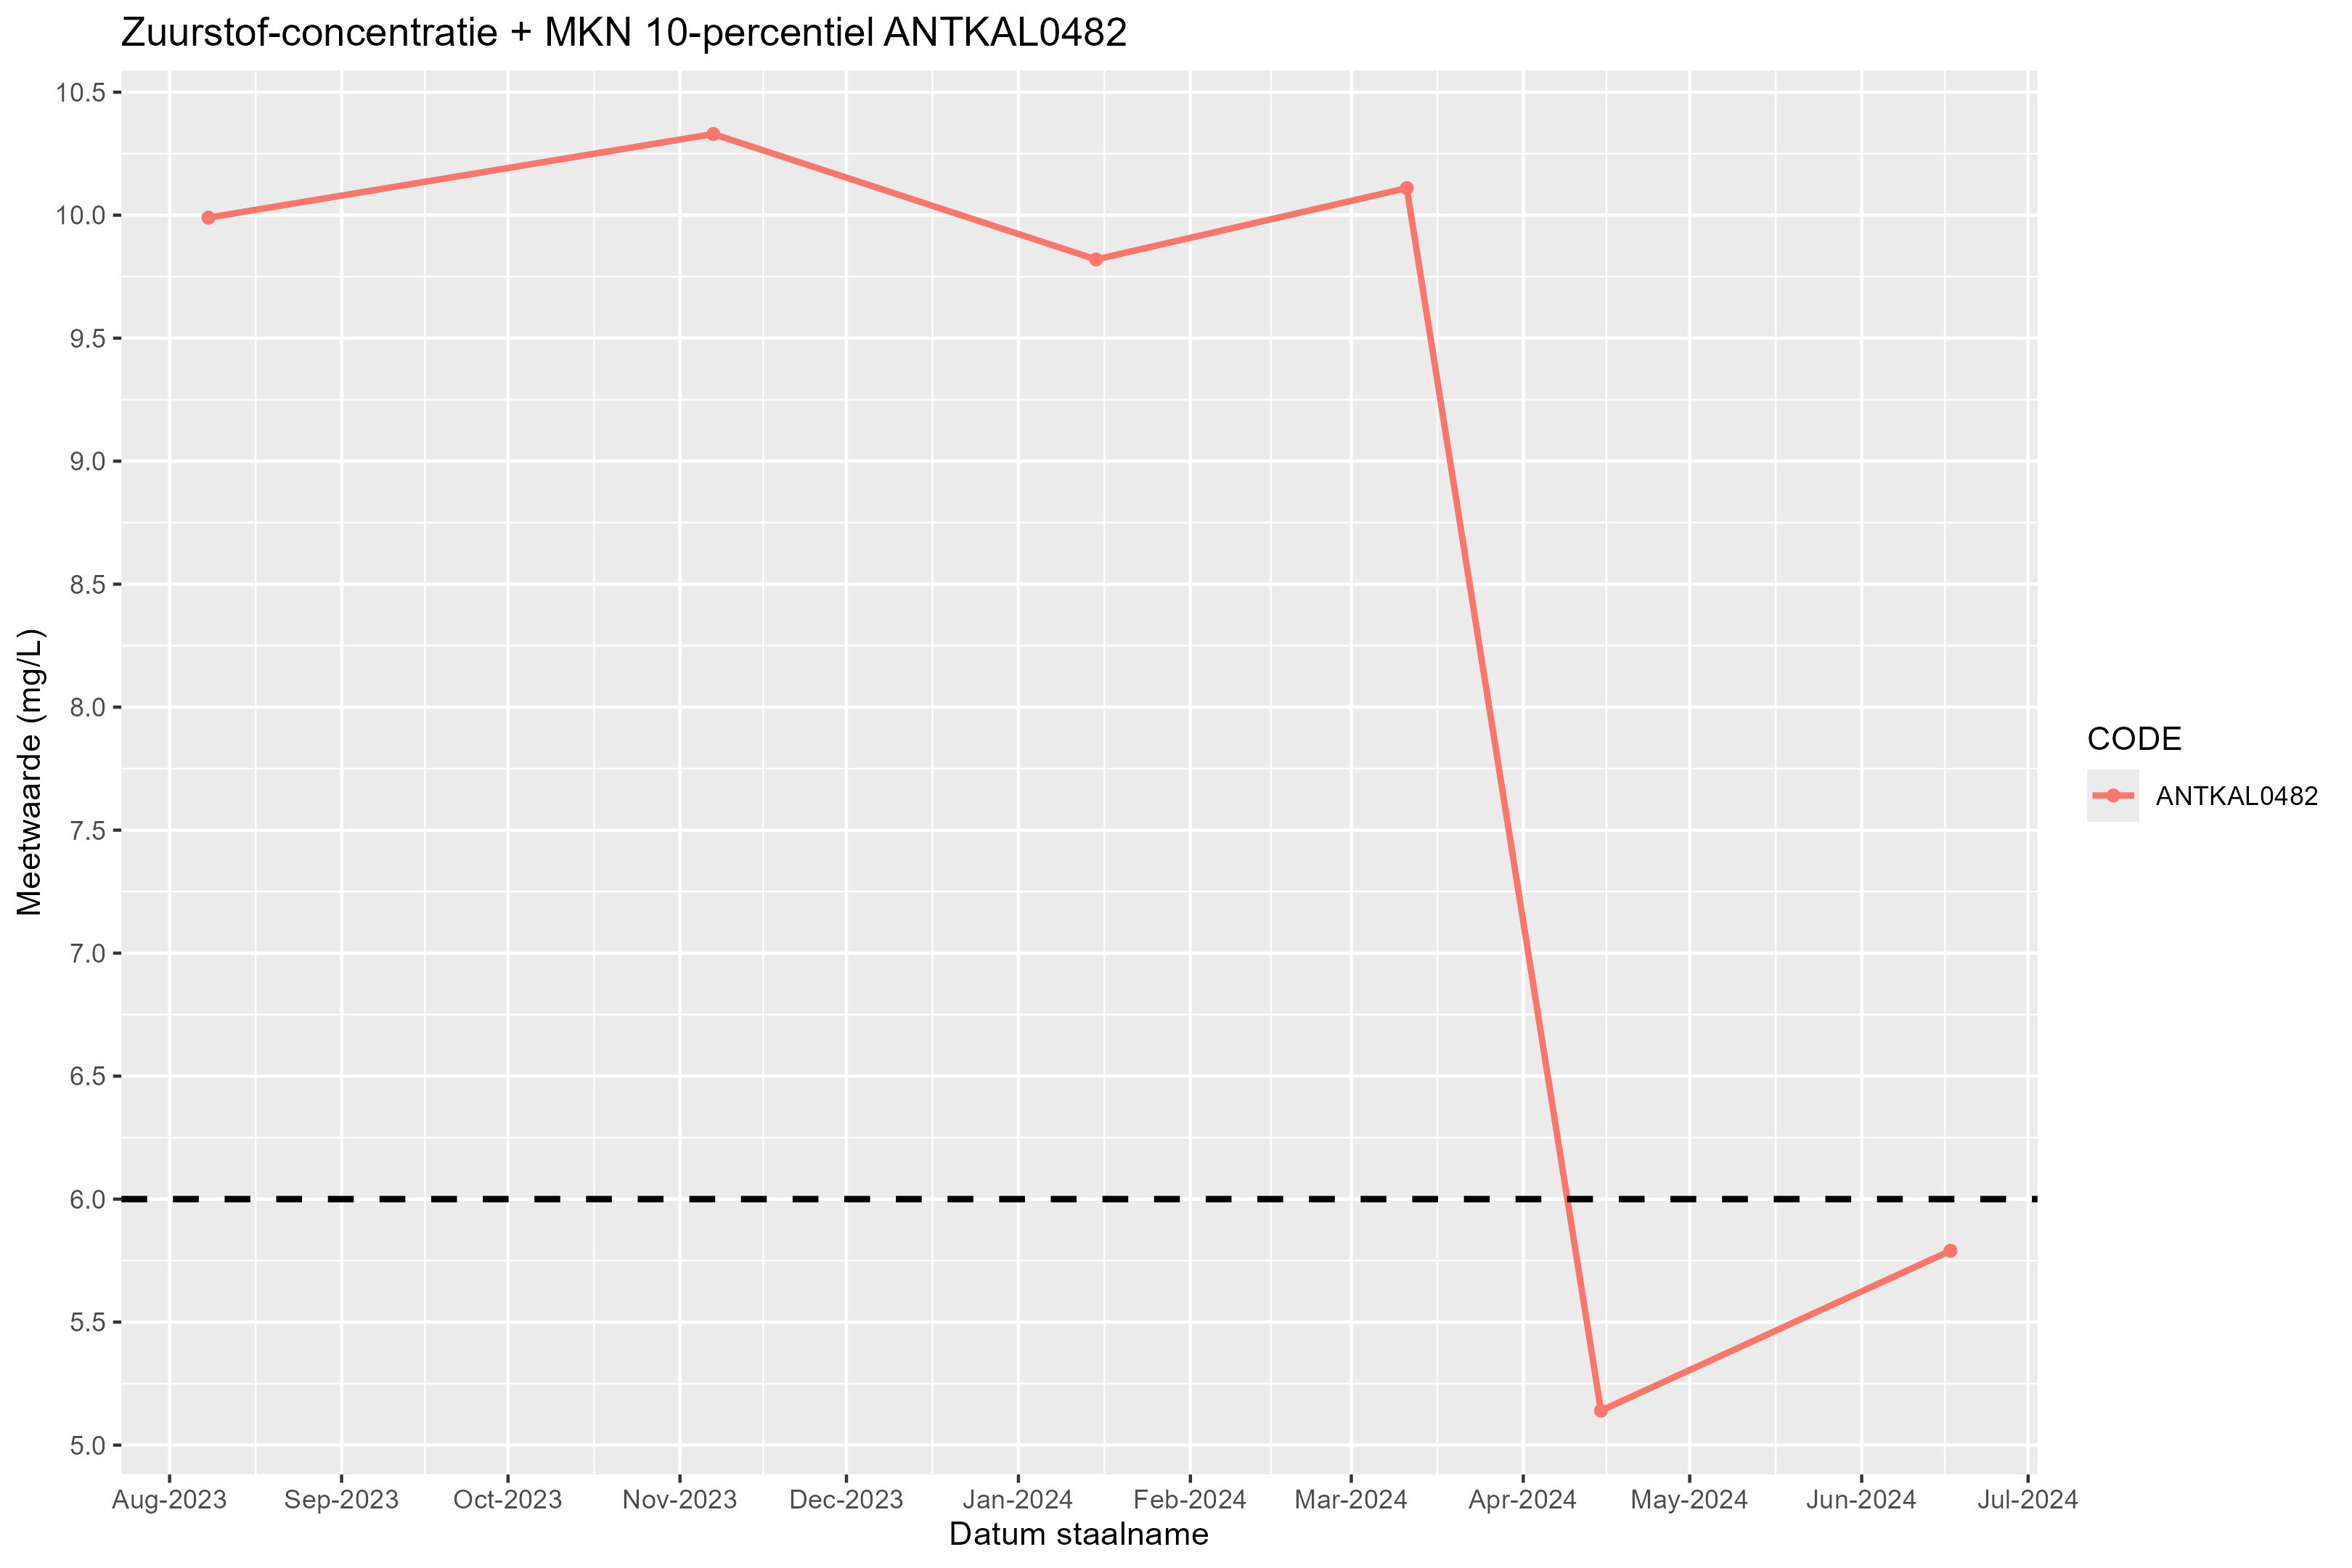 Zuurstof-concentratie + MKN 10-percentiel ANTKAL0482
10.5
10.0
9.5
9.0
8.5
8.0
7.5
7.0
6.5
6.0
5.5
5.0
Meetwaarde (mg/L)
Aug-2023 Sep-2023 Oct-2023 Nov-2023 Dec-2023 Jan-2024 Feb-2024 Mar-2024 Apr-2024 May-2024 Jun-2024 Jul-2024
Datum staalname
CODE
ANTKAL0482